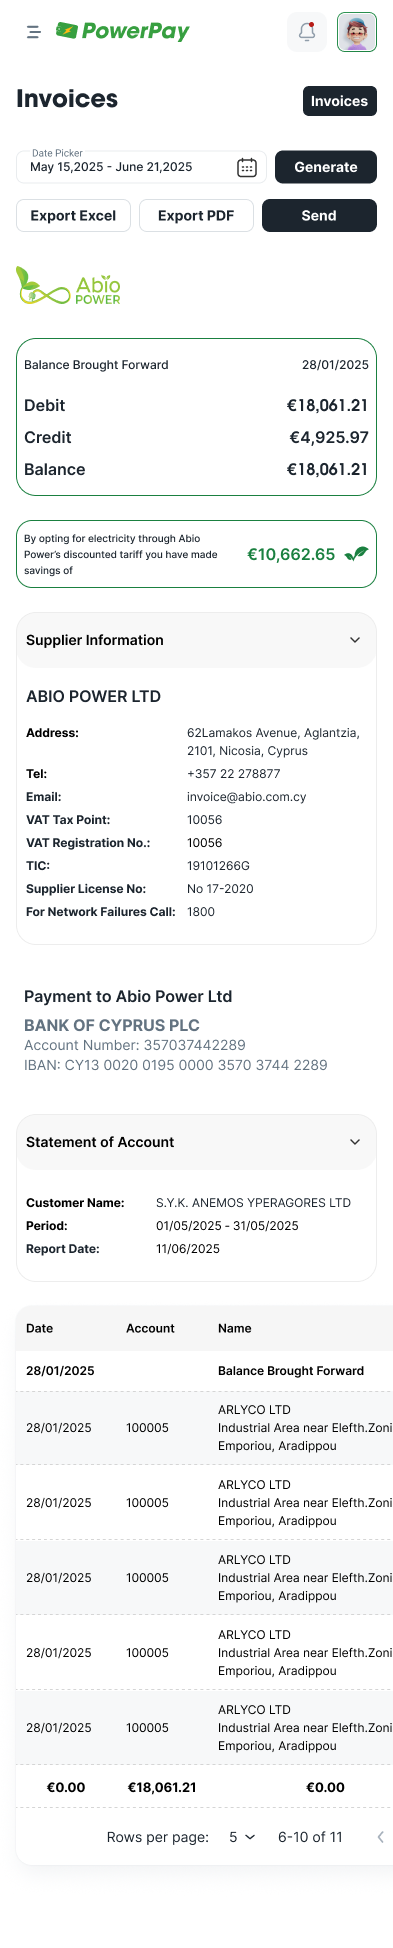 PowerPay
Invoices
Invoices
Date Picker
May 15,2025 - June 21,2025
Generate
Export Excel
Export PDF
Send
Abio
POWER
Balance Brought Forward 28/01/2025
Debit €18,061.21
Credit €4,925.97
Balance €18,061.21
By opting for electricity through Abio
Power's discounted tariff you have made
savings of
€10,662.65
Supplier Information
ABIO POWER LTD
Address: 62Lamakos Avenue, Aglantzia,
2101, Nicosia, Cyprus
Tel: +357 22 278877
Email: invoice@abio.com.cy
VAT Tax Point: 10056
VAT Registration No.: 10056
TIC: 19101266G
Supplier License No: No 17-2020
For Network Failures Call: 1800
Payment to Abio Power Ltd
BANK OF CYPRUS PLC
Account Number: 357037442289
IBAN: CY13 0020 0195 0000 3570 3744 2289
Statement of Account
Customer Name: S.Y.K. ANEMOS YPERAGORES LTD
Period: 01/05/2025 - 31/05/2025
Report Date: 11/06/2025
Date Account Name
28/01/2025 Balance Brought Forward
28/01/2025 100005 ARLYCO LTD
Industrial Area near Elefth.Zoni
Emporiou, Aradippou
28/01/2025 100005 ARLYCO LTD
Industrial Area near Elefth.Zoni
Emporiou, Aradippou
28/01/2025 100005 ARLYCO LTD
Industrial Area near Elefth.Zoni
Emporiou, Aradippou
28/01/2025 100005 ARLYCO LTD
Industrial Area near Elefth.Zoni
Emporiou, Aradippou
28/01/2025 100005 ARLYCO LTD
Industrial Area near Elefth.Zoni
Emporiou, Aradippou
€0.00 €18,061.21 €0.00
Rows per page: 5 6-10 of 11